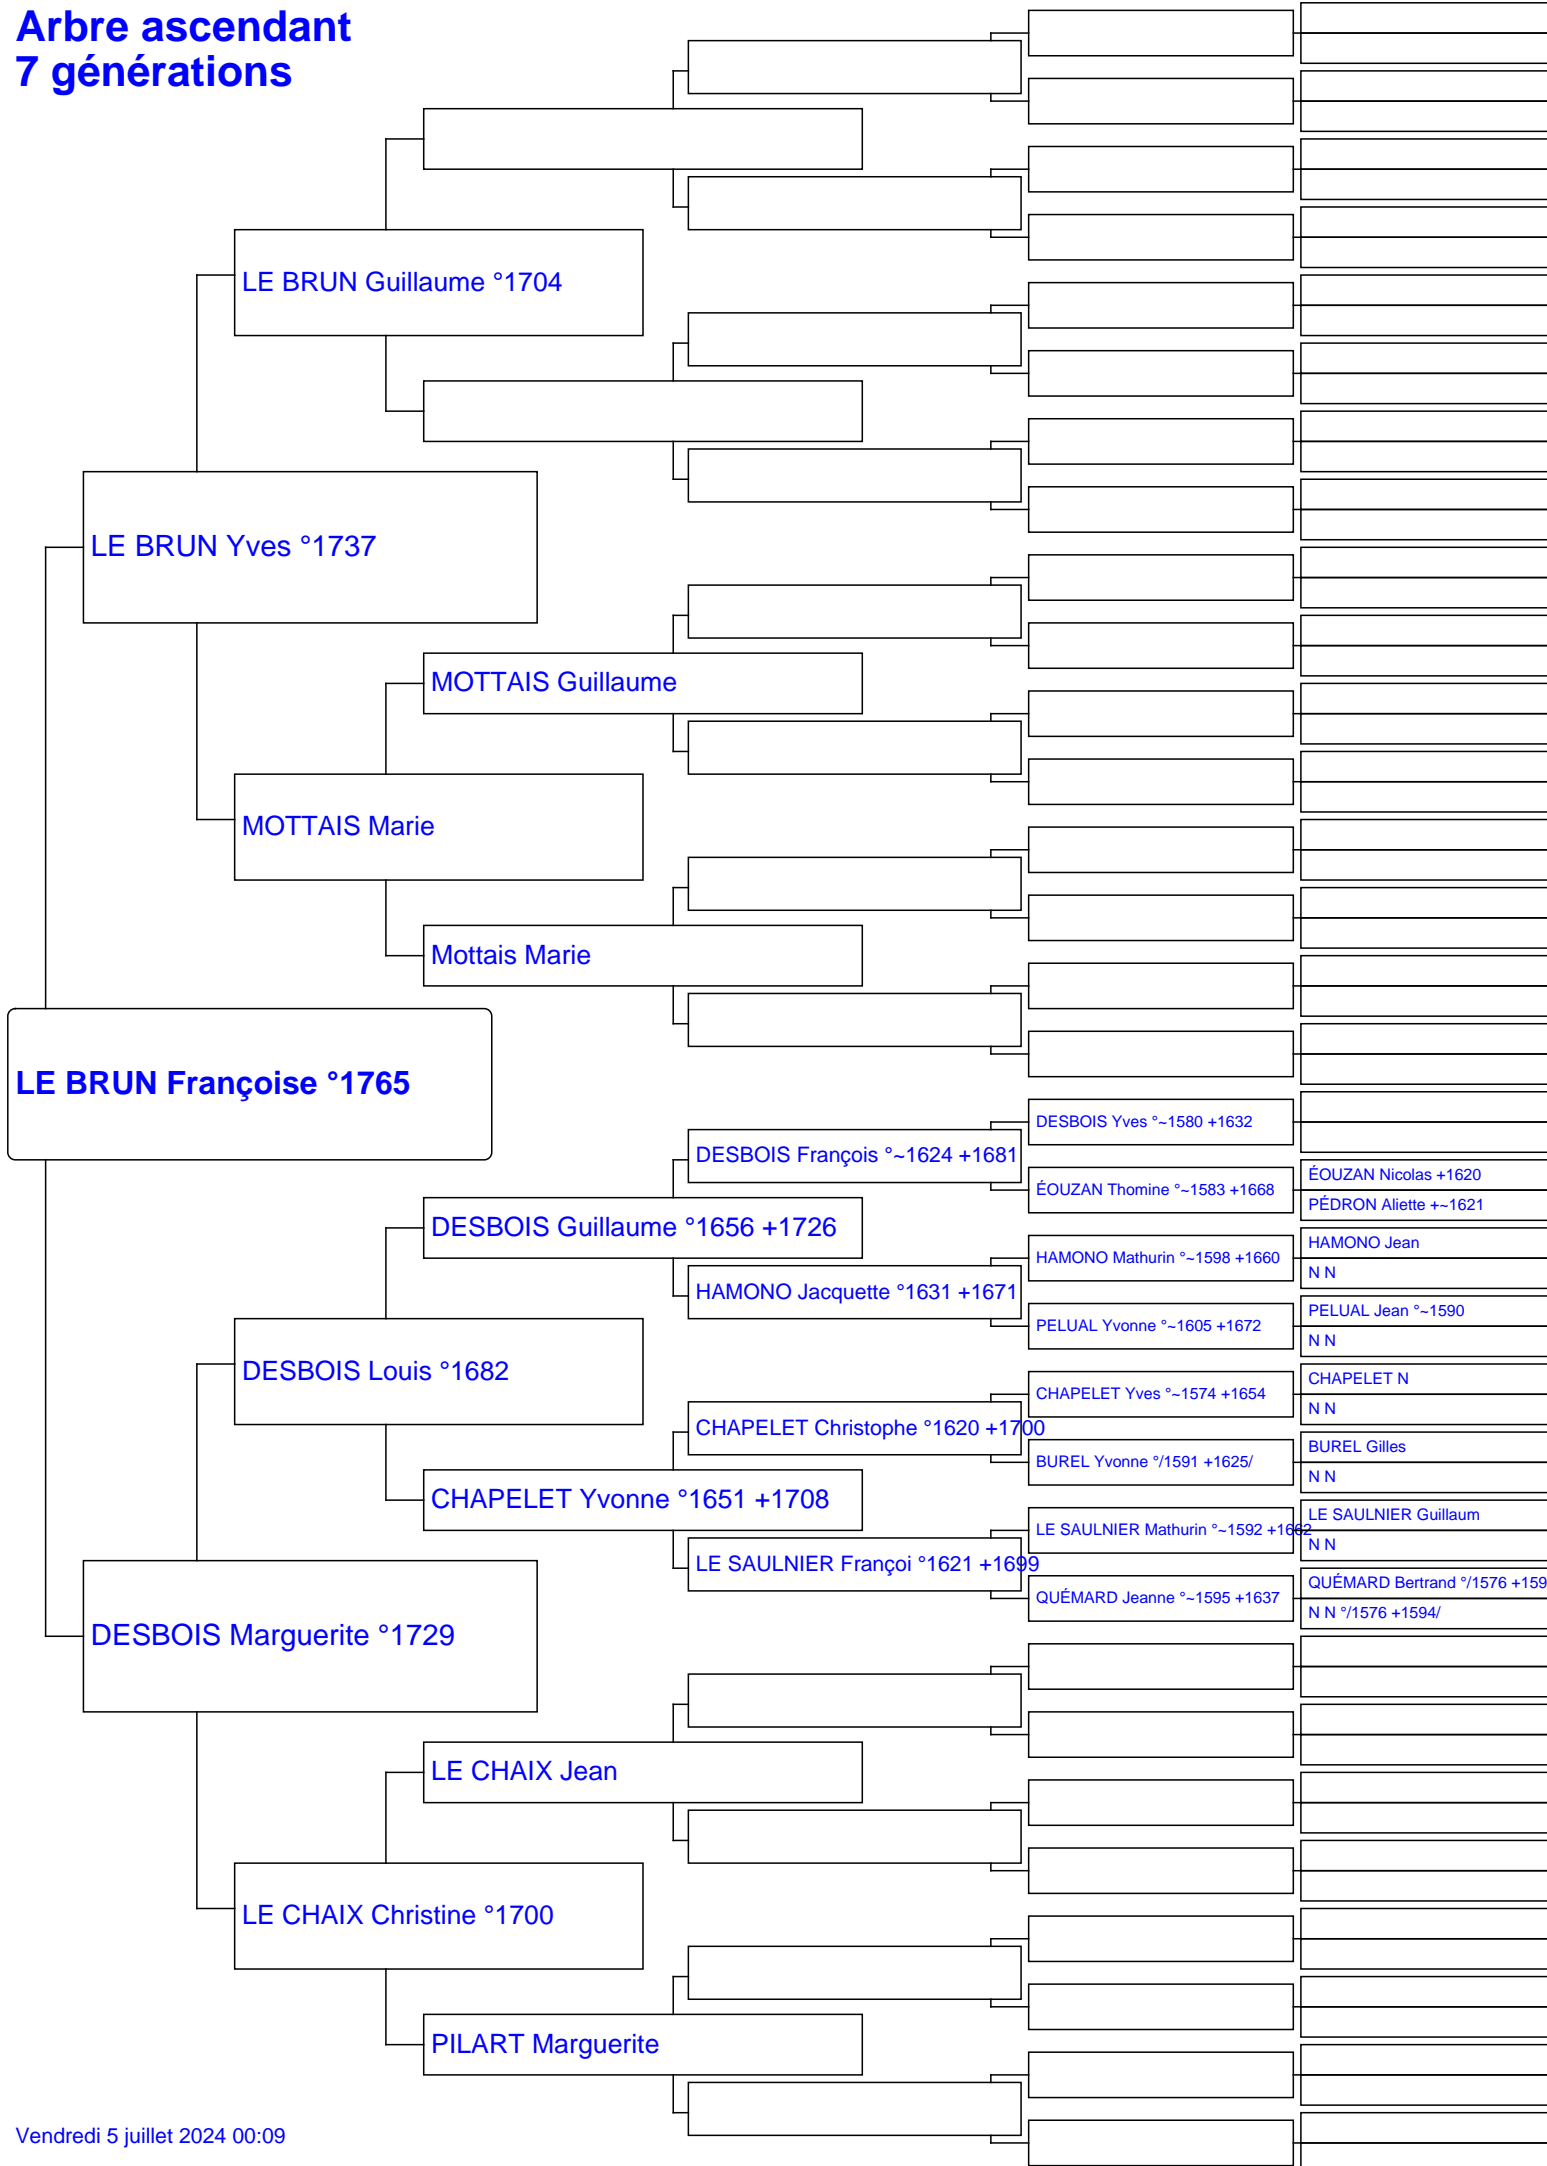 Arbre ascendant
7 générations
LE BRUN Guillaume °1704
LE BRUN Yves °1737
MOTTAIS Guillaume
MOTTAIS Marie
Mottais Marie
LE BRUN Françoise °1765
DESBOIS Yves °~1580 +1632
DESBOIS François °~1624 +1681
ÉOUZAN Nicolas +1620
ÉOUZAN Thomine °~1583 +1668
PÉDRON Aliette +~1621
DESBOIS Guillaume °1656 +1726
HAMONO Jean
HAMONO Mathurin °~1598 +1660
N N
HAMONO Jacquette °1631 +1671
PELUAL Jean °~1590
PELUAL Yvonne °~1605 +1672
N N
DESBOIS Louis °1682
CHAPELET N
CHAPELET Yves °~1574 +1654
N N
CHAPELET Christophe °1620 +1700
BUREL Gilles
BUREL Yvonne °/1591 +1625/
N N
CHAPELET Yvonne °1651 +1708
LE SAULNIER Guillaum
LE SAULNIER Mathurin °~1592 +1662
N N
LE SAULNIER Françoi °1621 +1699
QUÉMARD Bertrand °/1576 +159
QUÉMARD Jeanne °~1595 +1637
N N °/1576 +1594/
DESBOIS Marguerite °1729
LE CHAIX Jean
LE CHAIX Christine °1700
PILART Marguerite
Vendredi 5 juillet 2024 00:09